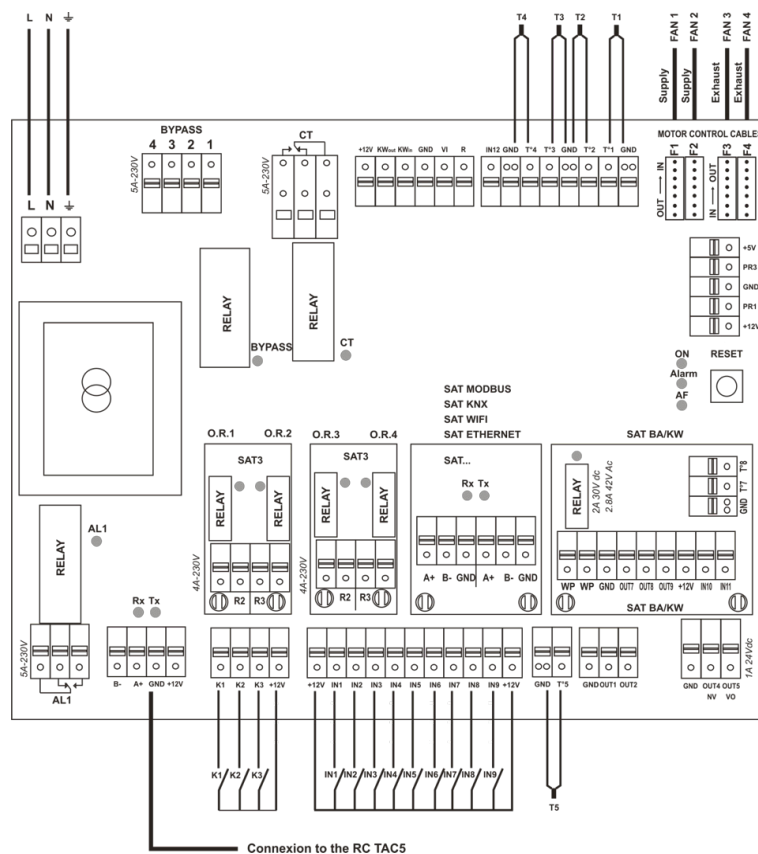 L N
T4 T3 T2 T1
Supply FAN 1
Supply FAN 2
Exhaust FAN 3
Exhaust FAN 4
BYPASS
4 3 2 1
5A-230V
CT
5A-230V
+12V KWout KWin GND VI R
IN12 GND T°4 T°3 GND T°2 T°1 GND
MOTOR CONTROL CABLES
F1 F2 F3 F4
OUT IN
IN OUT
L N
+5V
PR3
GND
PR1
+12V
RELAY
BYPASS
RELAY
CT
ON
Alarm
AF
RESET
SAT MODBUS
SAT KNX
SAT WIFI
SAT ETHERNET
O.R.1 O.R.2
SAT3
RELAY
RELAY
4A-230V
R2 R3
O.R.3 O.R.4
SAT3
RELAY
RELAY
4A-230V
R2 R3
SAT...
Rx Tx
A+ B- GND A+ B- GND
SAT BA/KW
RELAY
2A 30V dc
2.8A 42V Ac
T°8
T°7
GND
WP WP GND OUT7 OUT8 OUT9 +12V IN10 IN11
SAT BA/KW
RELAY
AL1
5A-230V
AL1
Rx Tx
B- A+ GND +12V
K1 K2 K3 +12V
+12V IN1 IN2 IN3 IN4 IN5 IN6 IN7 IN8 IN9 +12V
GND T°5
GND OUT1 OUT2
GND OUT4 OUT5
NV VO
1A 24Vdc
K1 K2 K3
IN1 IN2 IN3 IN4 IN5 IN6 IN7 IN8 IN9
T5
Connexion to the RC TAC5